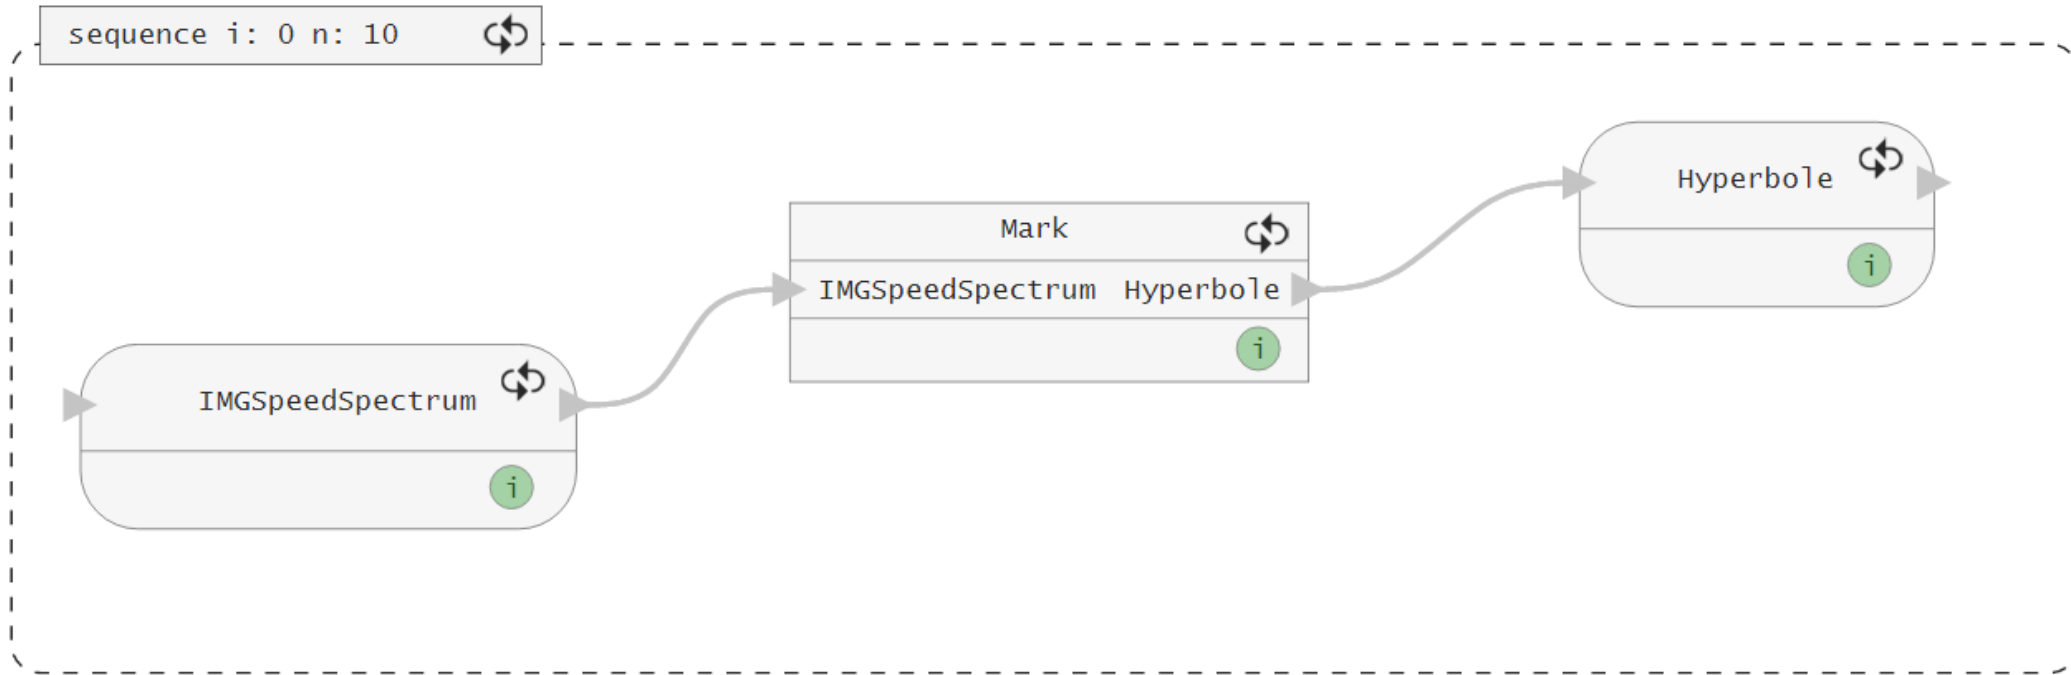 sequence i: 0 n: 10
Hyperbole
i
Mark
IMGSpeedSpectrum Hyperbole
i
IMGSpeedSpectrum
i